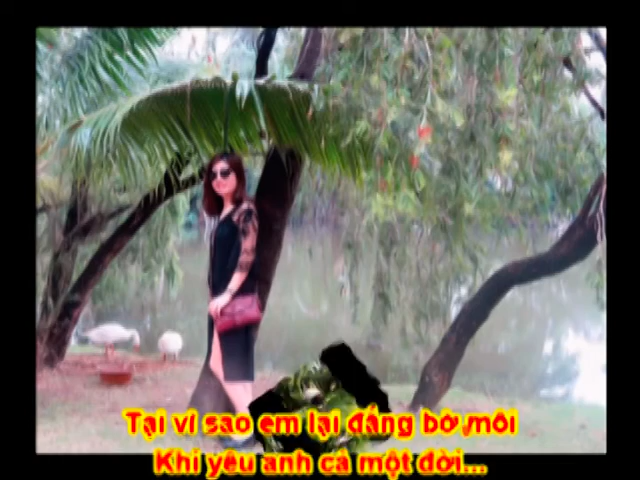 Tại vì sao em lại đắng bờ môi
Khi yêu anh cả một đời...